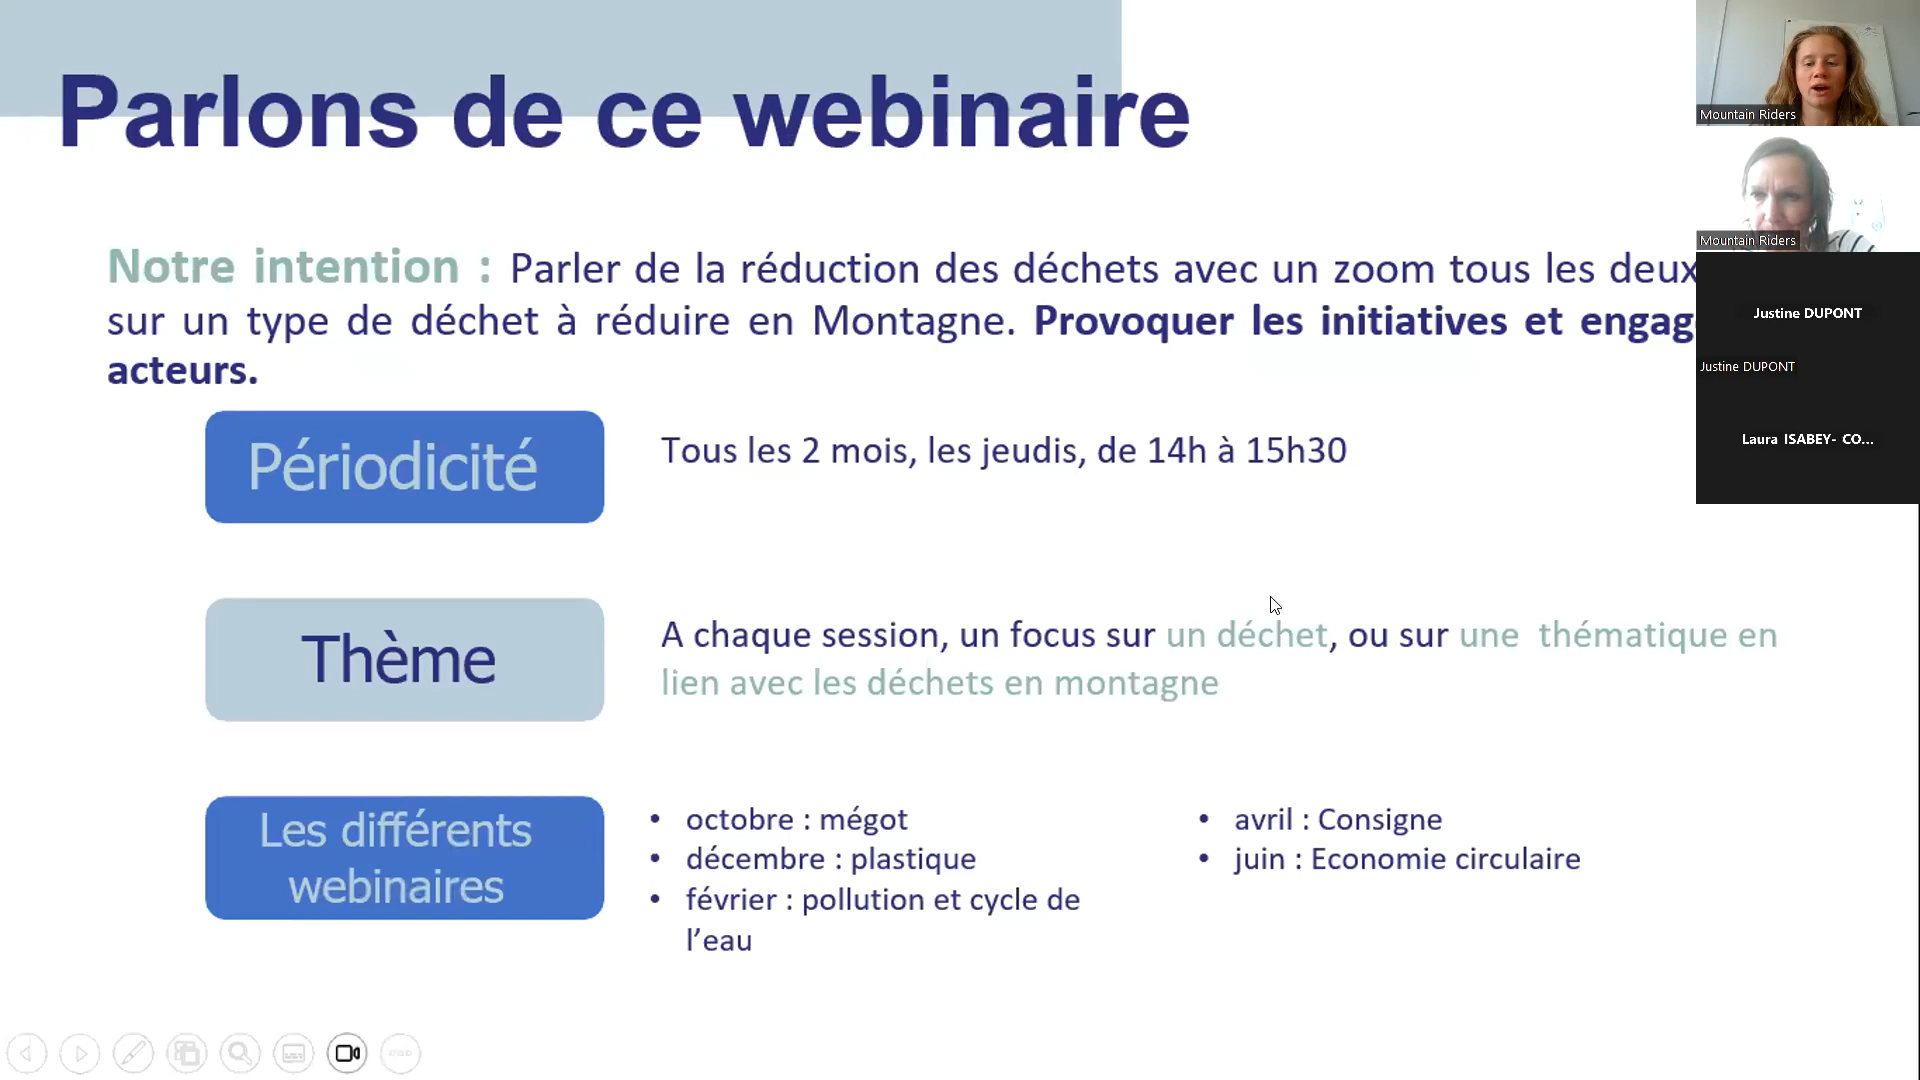 Parlons de ce webinaire
Notre intention : Parler de la réduction des déchets avec un zoom tous les deux
sur un type de déchet à réduire en Montagne. Provoquer les initiatives et engag
acteurs.
Périodicité
Tous les 2 mois, les jeudis, de 14h à 15h30
Thème
A chaque session, un focus sur un déchet, ou sur une thématique en
lien avec les déchets en montagne
Les différents
webinaires
• octobre : mégot
• décembre : plastique
• février : pollution et cycle de
l’eau
• avril : Consigne
• juin : Economie circulaire
Mountain Riders
Mountain Riders
Justine DUPONT
Justine DUPONT
Laura ISABEY- CO...